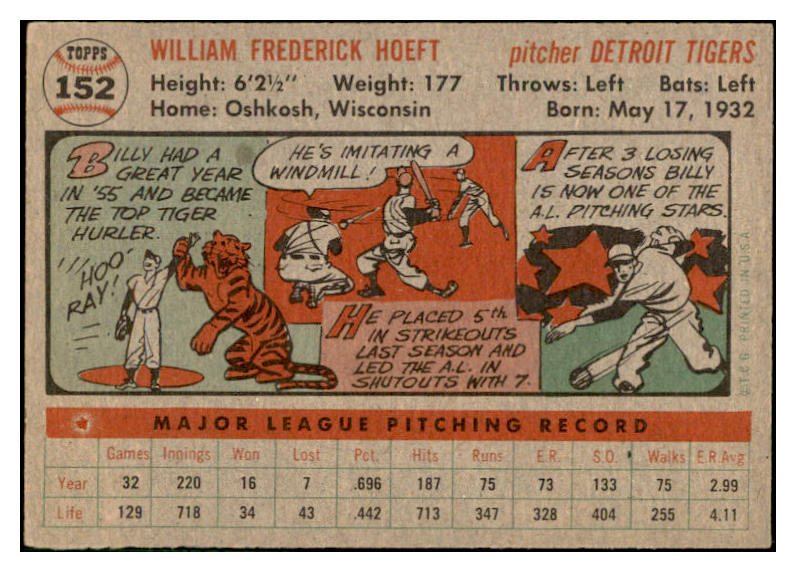 TOPPS
152
WILLIAM FREDERICK HOEFT
pitcher DETROIT TIGERS
Height: 6'2½" Weight: 177 Throws: Left Bats: Left
Home: Oshkosh, Wisconsin Born: May 17, 1932
BILLY HAD A
GREAT YEAR
IN '55 AND BECAME
THE TOP TIGER
HURLER.
HOO
RAY!
HE'S IMITATING A
WINDMILL!
HE PLACED 5th
IN STRIKEOUTS
LAST SEASON AND
LED THE A.L. IN
SHUTOUTS WITH 7.
AFTER 3 LOSING
SEASONS BILLY
IS NOW ONE OF THE
A.L. PITCHING STARS.
© T.C.G. PRINTED IN U.S.A.
MAJOR LEAGUE PITCHING RECORD
Games Innings Won Lost Pct. Hits Runs E.R. S.O. Walks E.R.Avg
Year 32 220 16 7 .696 187 75 73 133 75 2.99
Life 129 718 34 43 .442 713 347 328 404 255 4.11